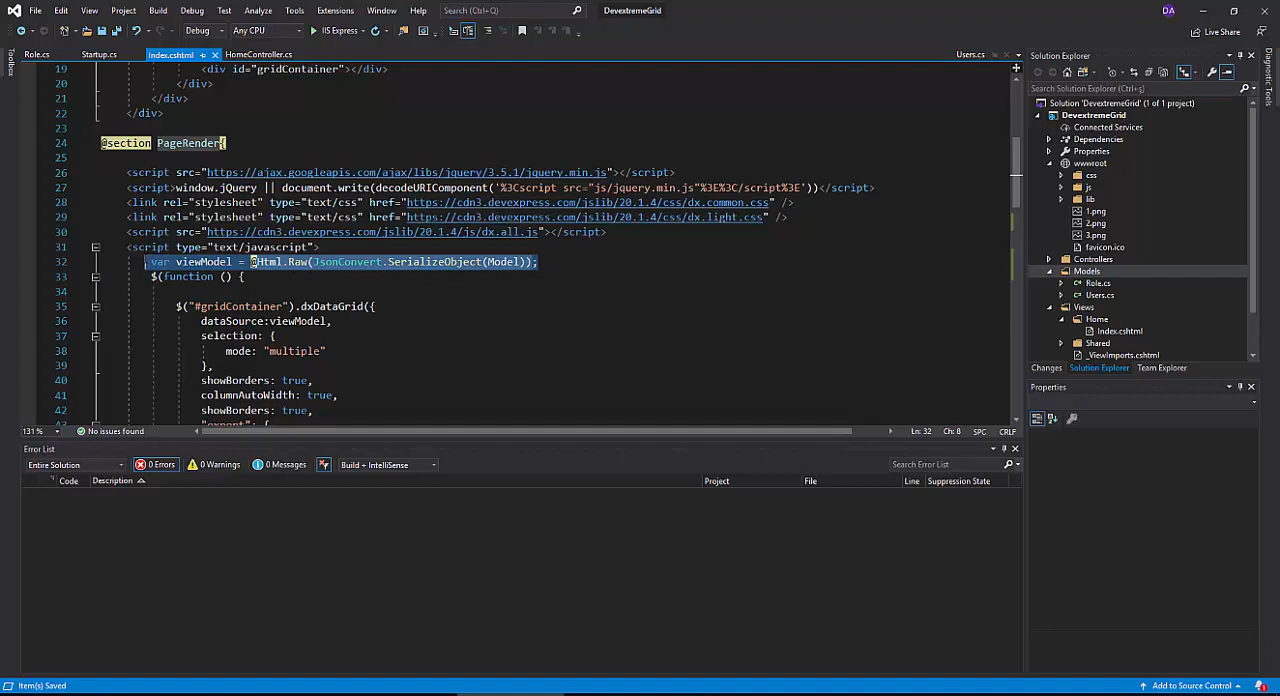 File Edit View Project Build Debug Test Analyze Tools Extensions Window Help Search (Ctrl+Q) DevextremeGrid DA
Debug Any CPU IIS Express Live Share
Role.cs Startup.cs Index.cshtml HomeController.cs Users.cs
Toolbox
19 <div id="gridContainer"></div>
20 </div>
21 </div>
22 </div>
23
24 @section PageRender{
25
26 <script src="https://ajax.googleapis.com/ajax/libs/jquery/3.5.1/jquery.min.js"></script>
27 <script>window.jQuery || document.write(decodeURIComponent('%3Cscript src="js/jquery.min.js"%3E%3C/script%3E'))</script>
28 <link rel="stylesheet" type="text/css" href="https://cdn3.devexpress.com/jslib/20.1.4/css/dx.common.css" />
29 <link rel="stylesheet" type="text/css" href="https://cdn3.devexpress.com/jslib/20.1.4/css/dx.light.css" />
30 <script src="https://cdn3.devexpress.com/jslib/20.1.4/js/dx.all.js"></script>
31 <script type="text/javascript">
32 var viewModel = @Html.Raw(JsonConvert.SerializeObject(Model));
33 $(function () {
34
35 $("#gridContainer").dxDataGrid({
36 dataSource:viewModel,
37 selection: {
38 mode: "multiple"
39 },
40 showBorders: true,
41 columnAutoWidth: true,
42 showBorders: true,
43 "export": {
131 % No issues found Ln: 32 Ch: 8 SPC CRLF
Error List
Entire Solution 0 Errors 0 Warnings 0 Messages Build + IntelliSense Search Error List
Code Description Project File Line Suppression State
Solution Explorer
Search Solution Explorer (Ctrl+ş)
Solution 'DevextremeGrid' (1 of 1 project)
DevextremeGrid
Connected Services
Dependencies
Properties
wwwroot
css
js
lib
1.png
2.png
3.png
favicon.ico
Controllers
Models
Role.cs
Users.cs
Views
Home
Index.cshtml
Shared
_ViewImports.cshtml
Changes Solution Explorer Team Explorer
Properties
Diagnostic Tools
Item(s) Saved Add to Source Control 1